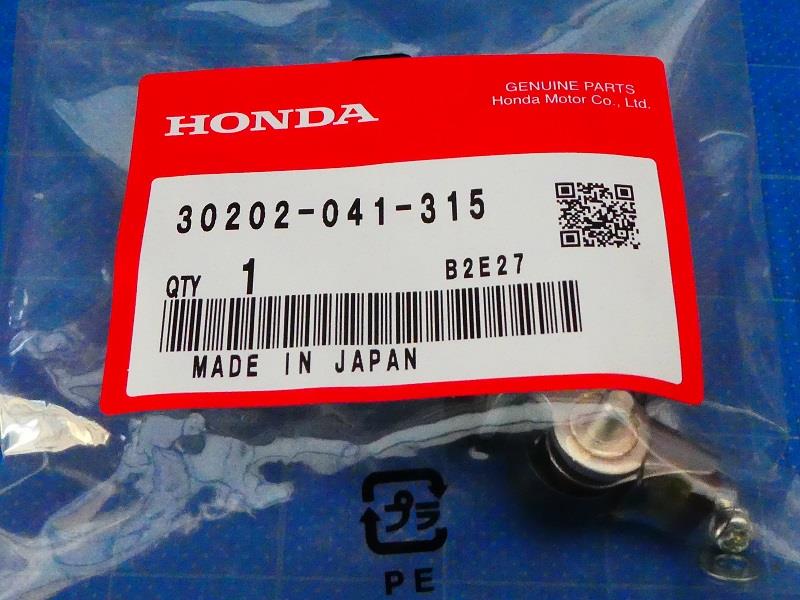 HONDA
GENUINE PARTS
Honda Motor Co., Ltd.
30202-041-315
QTY 1
B2E27
MADE IN JAPAN
プラ
PE